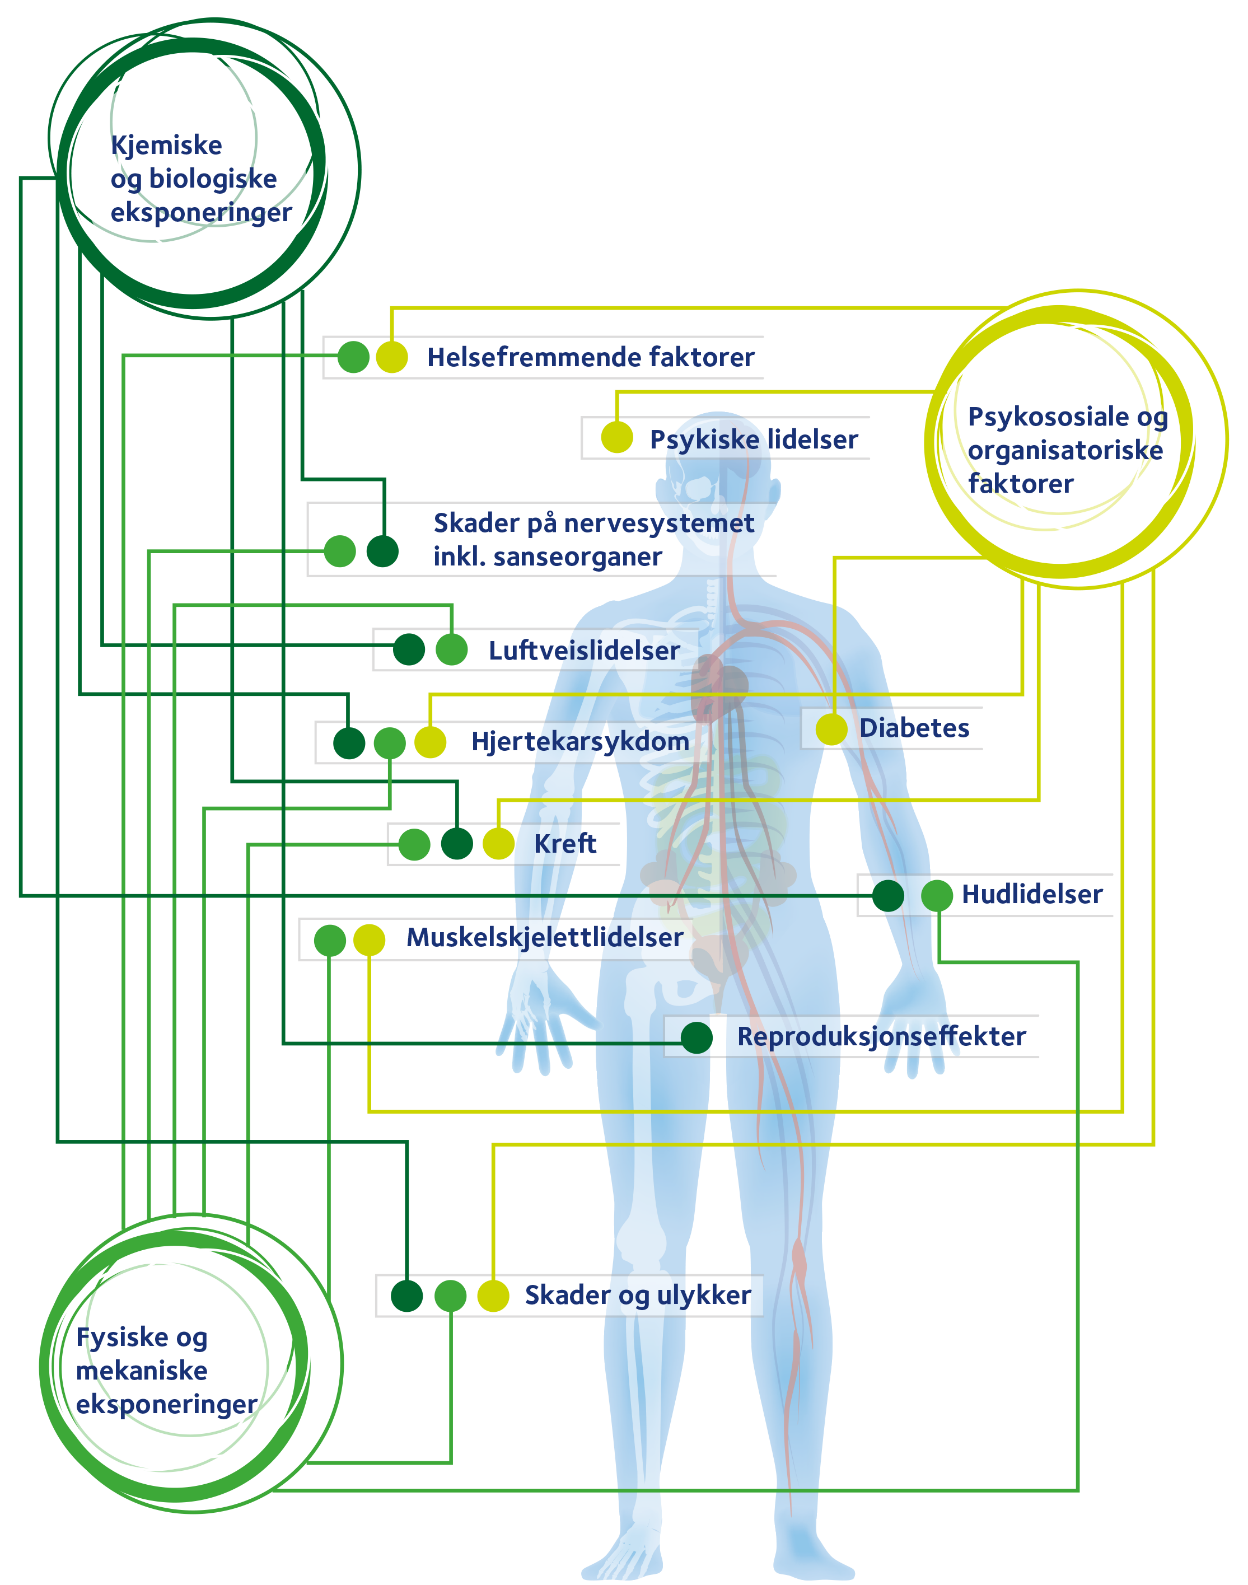 Kjemiske
og biologiske
eksponeringer
Helsefremmende faktorer
Psykososiale og
organisatoriske
faktorer
Psykiske lidelser
Skader på nervesystemet
inkl. sanseorganer
Luftveislidelser
Diabetes
Hjertekarsykdom
Kreft
Hudlidelser
Muskelskjelettlidelser
Reproduksjonseffekter
Skader og ulykker
Fysiske og
mekaniske
eksponeringer